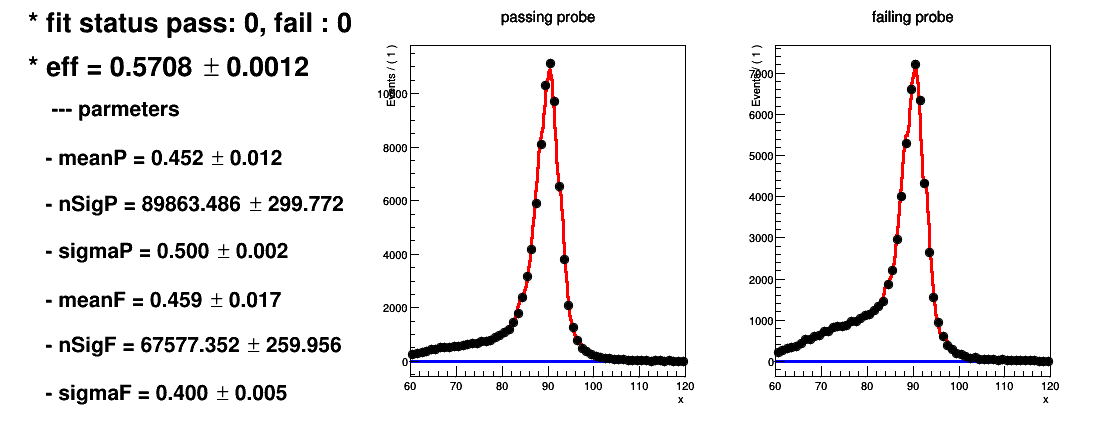 * fit status pass: 0, fail : 0
* eff = 0.5708 ± 0.0012
--- parmeters
- meanP = 0.452 ± 0.012
- nSigP = 89863.486 ± 299.772
- sigmaP = 0.500 ± 0.002
- meanF = 0.459 ± 0.017
- nSigF = 67577.352 ± 259.956
- sigmaF = 0.400 ± 0.005
passing probe
Events / ( 1 )
10000
8000
6000
4000
2000
0
60 70 80 90 100 110 120
x
failing probe
Events / ( 1 )
7000
6000
5000
4000
3000
2000
1000
0
60 70 80 90 100 110 120
x